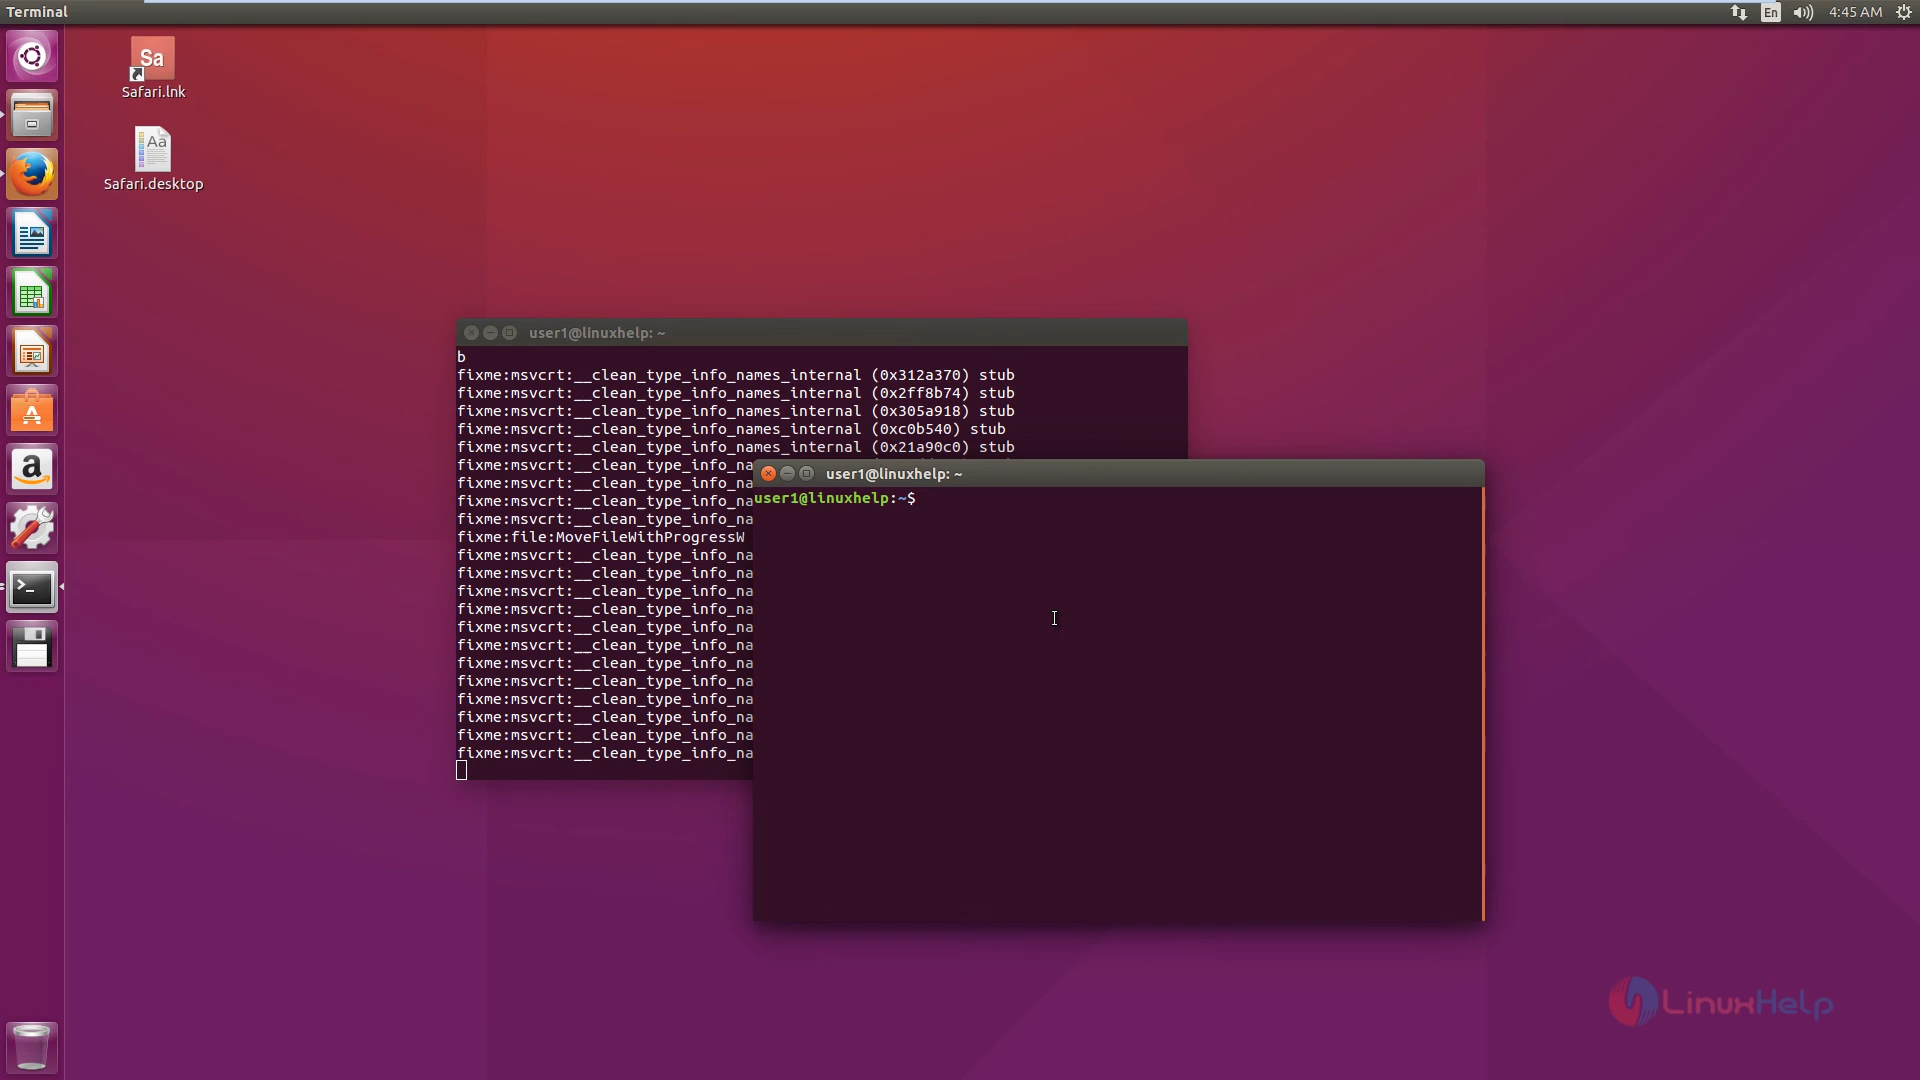 Terminal
En
4:45 AM
Sa
Safari.lnk
Aa
Safari.desktop
user1@linuxhelp: ~
b
fixme:msvcrt:__clean_type_info_names_internal (0x312a370) stub
fixme:msvcrt:__clean_type_info_names_internal (0x2ff8b74) stub
fixme:msvcrt:__clean_type_info_names_internal (0x305a918) stub
fixme:msvcrt:__clean_type_info_names_internal (0xc0b540) stub
fixme:msvcrt:__clean_type_info_names_internal (0x21a90c0) stub
fixme:msvcrt:__clean_type_info_na
fixme:msvcrt:__clean_type_info_na
fixme:msvcrt:__clean_type_info_na
fixme:msvcrt:__clean_type_info_na
fixme:file:MoveFileWithProgressW
fixme:msvcrt:__clean_type_info_na
fixme:msvcrt:__clean_type_info_na
fixme:msvcrt:__clean_type_info_na
fixme:msvcrt:__clean_type_info_na
fixme:msvcrt:__clean_type_info_na
fixme:msvcrt:__clean_type_info_na
fixme:msvcrt:__clean_type_info_na
fixme:msvcrt:__clean_type_info_na
fixme:msvcrt:__clean_type_info_na
fixme:msvcrt:__clean_type_info_na
fixme:msvcrt:__clean_type_info_na
fixme:msvcrt:__clean_type_info_na
user1@linuxhelp: ~
user1@linuxhelp:~$
LinuxHelp